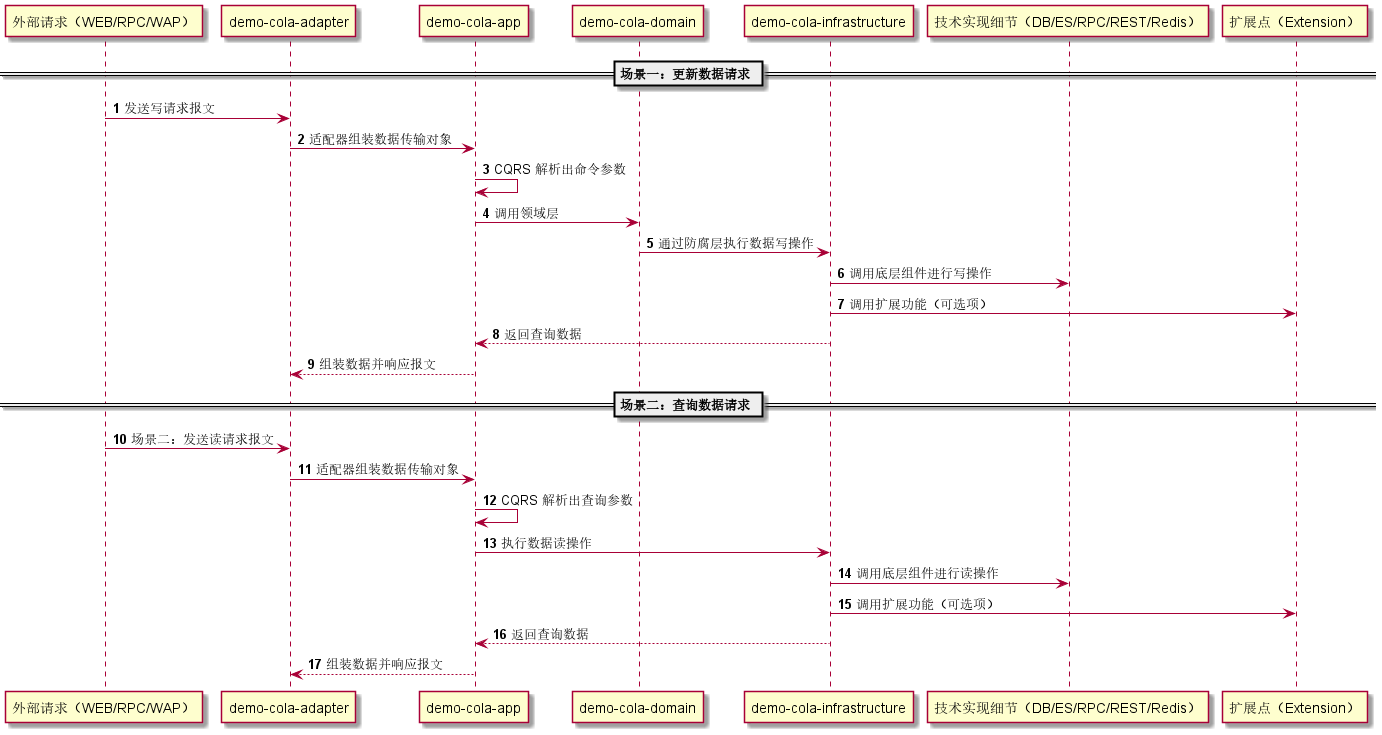 外部请求（WEB/RPC/WAP） demo-cola-adapter demo-cola-app demo-cola-domain demo-cola-infrastructure 技术实现细节（DB/ES/RPC/REST/Redis） 扩展点（Extension）
场景一：更新数据请求
1 发送写请求报文
2 适配器组装数据传输对象
3 CQRS 解析出命令参数
4 调用领域层
5 通过防腐层执行数据写操作
6 调用底层组件进行写操作
7 调用扩展功能（可选项）
8 返回查询数据
9 组装数据并响应报文
场景二：查询数据请求
10 场景二：发送读请求报文
11 适配器组装数据传输对象
12 CQRS 解析出查询参数
13 执行数据读操作
14 调用底层组件进行读操作
15 调用扩展功能（可选项）
16 返回查询数据
17 组装数据并响应报文
外部请求（WEB/RPC/WAP） demo-cola-adapter demo-cola-app demo-cola-domain demo-cola-infrastructure 技术实现细节（DB/ES/RPC/REST/Redis） 扩展点（Extension）